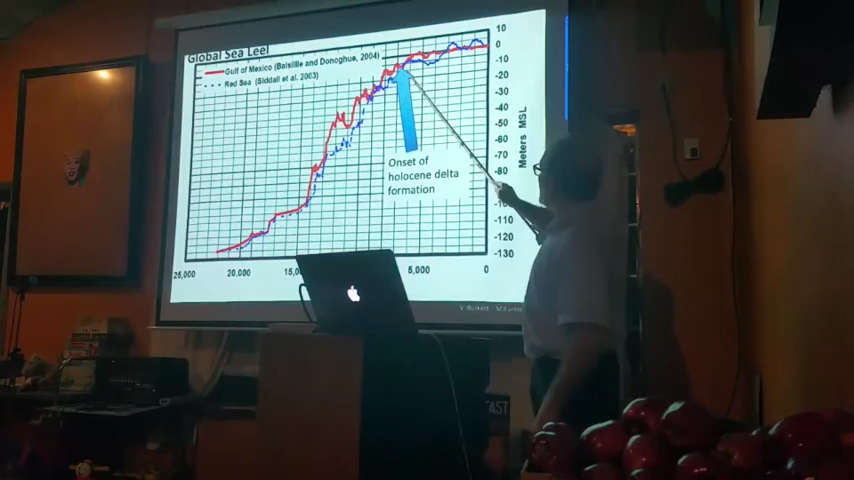 Global Sea Leel
Gulf of Mexico (Balsillie and Donoghue, 2004)
Red Sea (Siddall et al. 2003)
10
0
-10
-20
-30
-40
-50
-60
-70
-80
-110
-120
-130
Meters MSL
Onset of
holocene delta
formation
25,000
20,000
5,000
0
V. Burkett